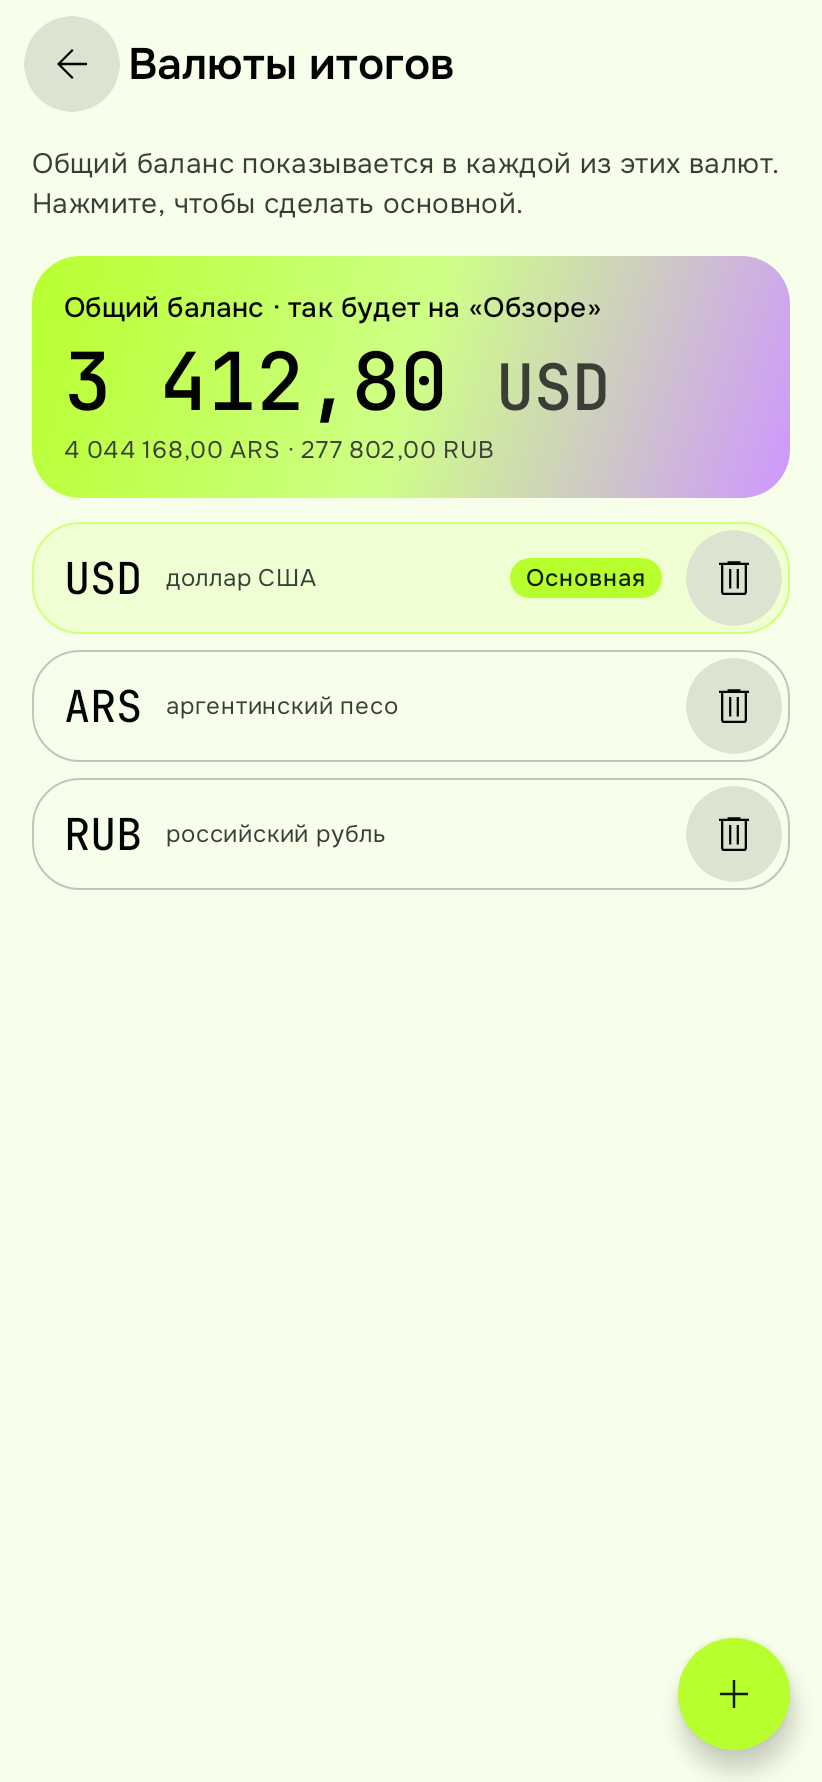 Валюты итогов
Общий баланс показывается в каждой из этих валют.
Нажмите, чтобы сделать основной.
Общий баланс · так будет на «Обзоре»
3 412,80 USD
4 044 168,00 ARS · 277 802,00 RUB
USD доллар США Основная
ARS аргентинский песо
RUB российский рубль